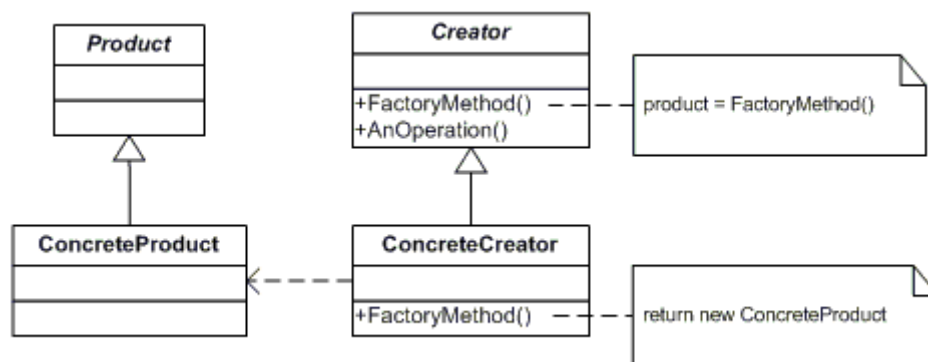 Product
Creator
+FactoryMethod()
+AnOperation()
product = FactoryMethod()
ConcreteProduct
ConcreteCreator
+FactoryMethod()
return new ConcreteProduct